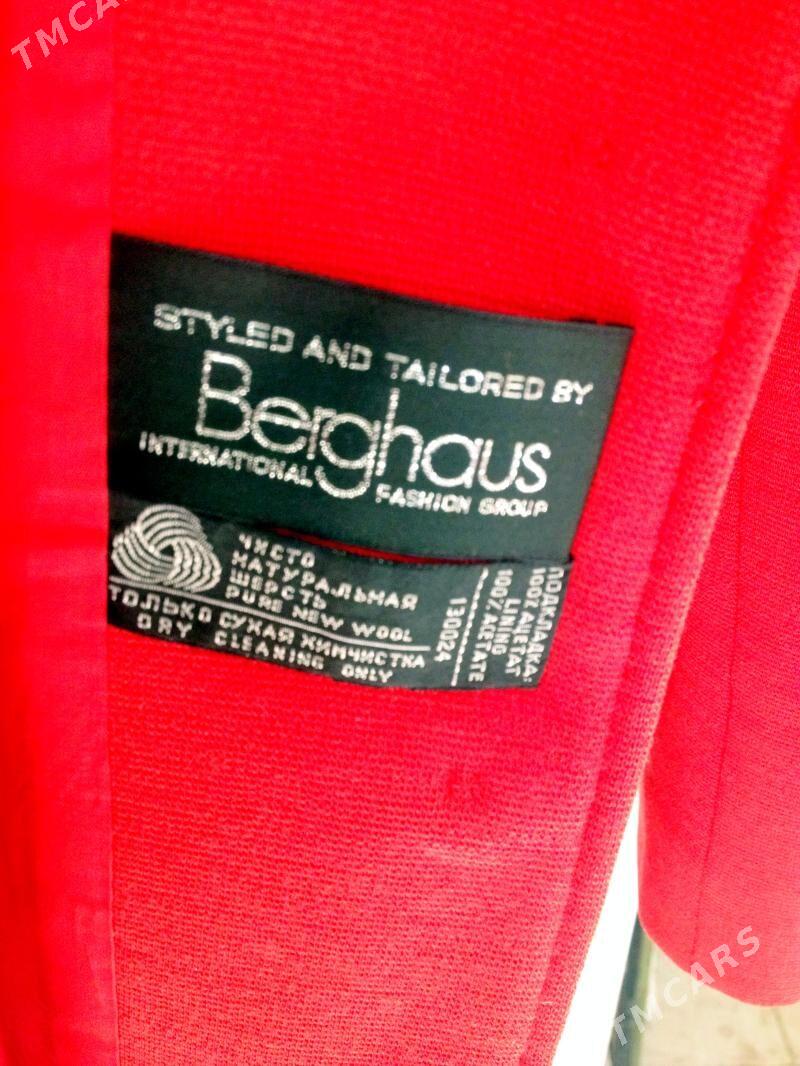 TMCARS
STYLED AND TAILORED BY
Berghaus
INTERNATIONAL FASHION GROUP
ЧИСТО
НАТУРАЛЬНАЯ
ШЕРСТЬ
PURE NEW WOOL
ТОЛЬКО СУХАЯ ХИМЧИСТКА
DRY CLEANING ONLY
130024
ПОДКЛАДКА:
100% АЦЕТАТ
LINING
100% ACETATE
TMCARS